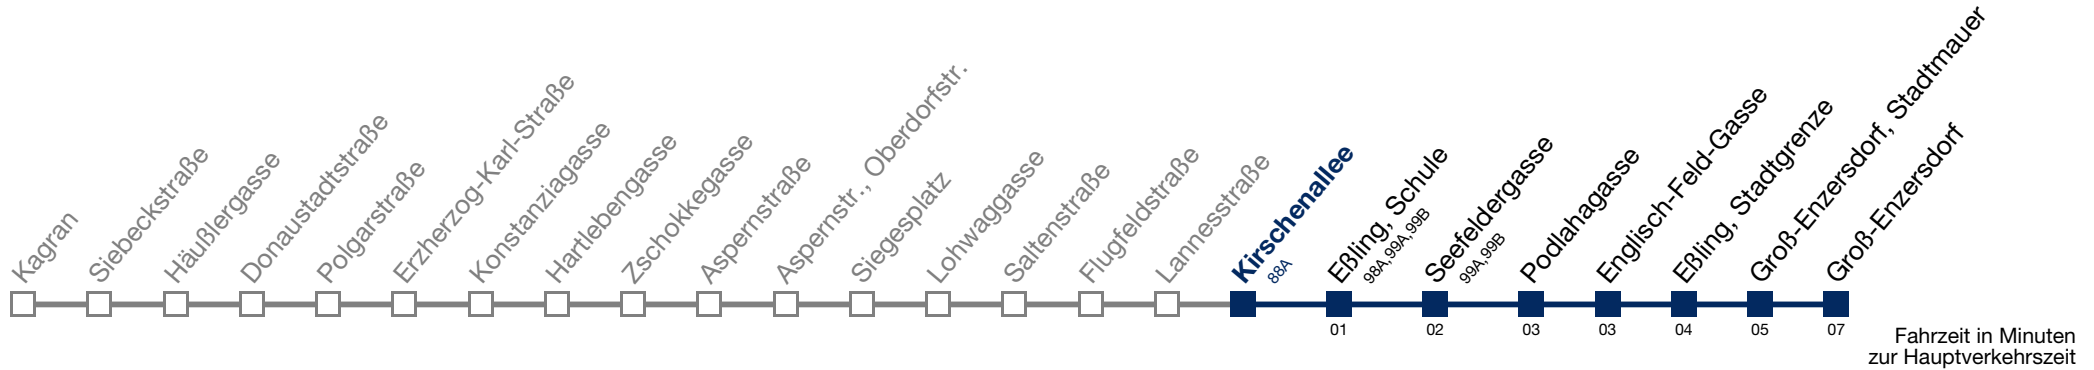 Kagran
Siebeckstraße
Häußlergasse
Donaustadtstraße
Polgarstraße
Erzherzog-Karl-Straße
Konstanziagasse
Hartlebengasse
Zschokkegasse
Aspernstraße
Aspernstr., Oberdorfstr.
Siegesplatz
Lohwaggasse
Saltenstraße
Flugfeldstraße
Lannesstraße
Kirschenallee
88A
Eßling, Schule
98A,99A,99B
Seefeldergasse
99A,99B
Podlahagasse
Englisch-Feld-Gasse
Eßling, Stadtgrenze
Groß-Enzersdorf, Stadtmauer
Groß-Enzersdorf
01 02 03 03 04 05 07
Fahrzeit in Minuten
zur Hauptverkehrszeit